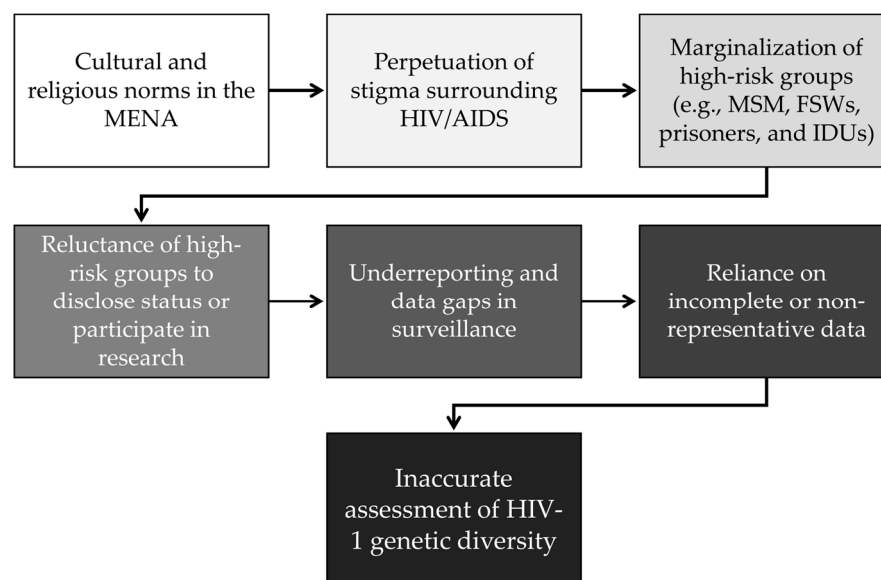 Cultural and
religious norms in the
MENA
Perpetuation of
stigma surrounding
HIV/AIDS
Marginalization of
high-risk groups
(e.g., MSM, FSWs,
prisoners, and IDUs)
Reluctance of high-
risk groups to
disclose status or
participate in
research
Underreporting and
data gaps in
surveillance
Reliance on
incomplete or non-
representative data
Inaccurate
assessment of HIV-
1 genetic diversity